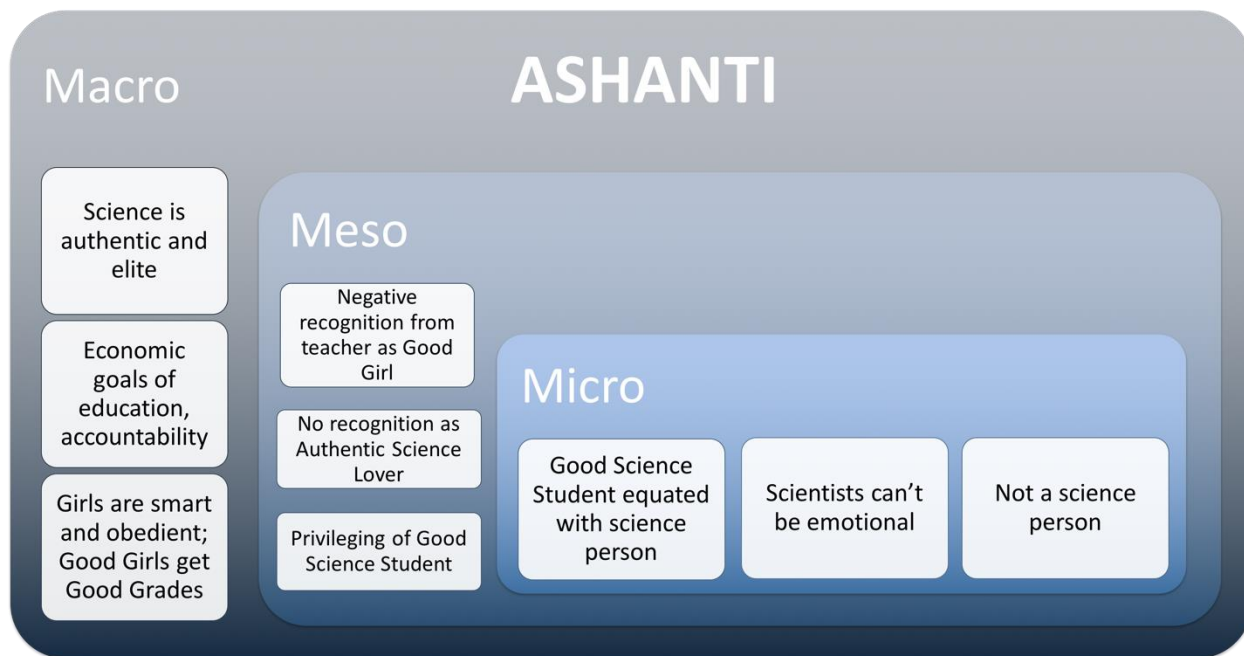 Macro
ASHANTI
Science is
authentic and
elite
Economic
goals of
education,
accountability
Girls are smart
and obedient;
Good Girls get
Good Grades
Meso
Negative
recognition from
teacher as Good
Girl
No recognition as
Authentic Science
Lover
Privileging of Good
Science Student
Micro
Good Science
Student equated
with science
person
Scientists can’t
be emotional
Not a science
person